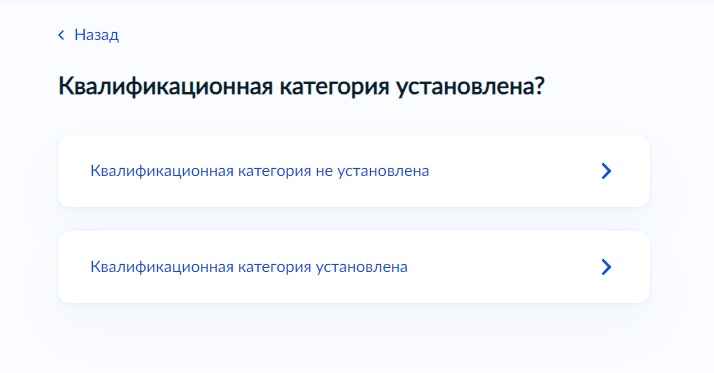 Назад
Квалификационная категория установлена?
Квалификационная категория не установлена
Квалификационная категория установлена